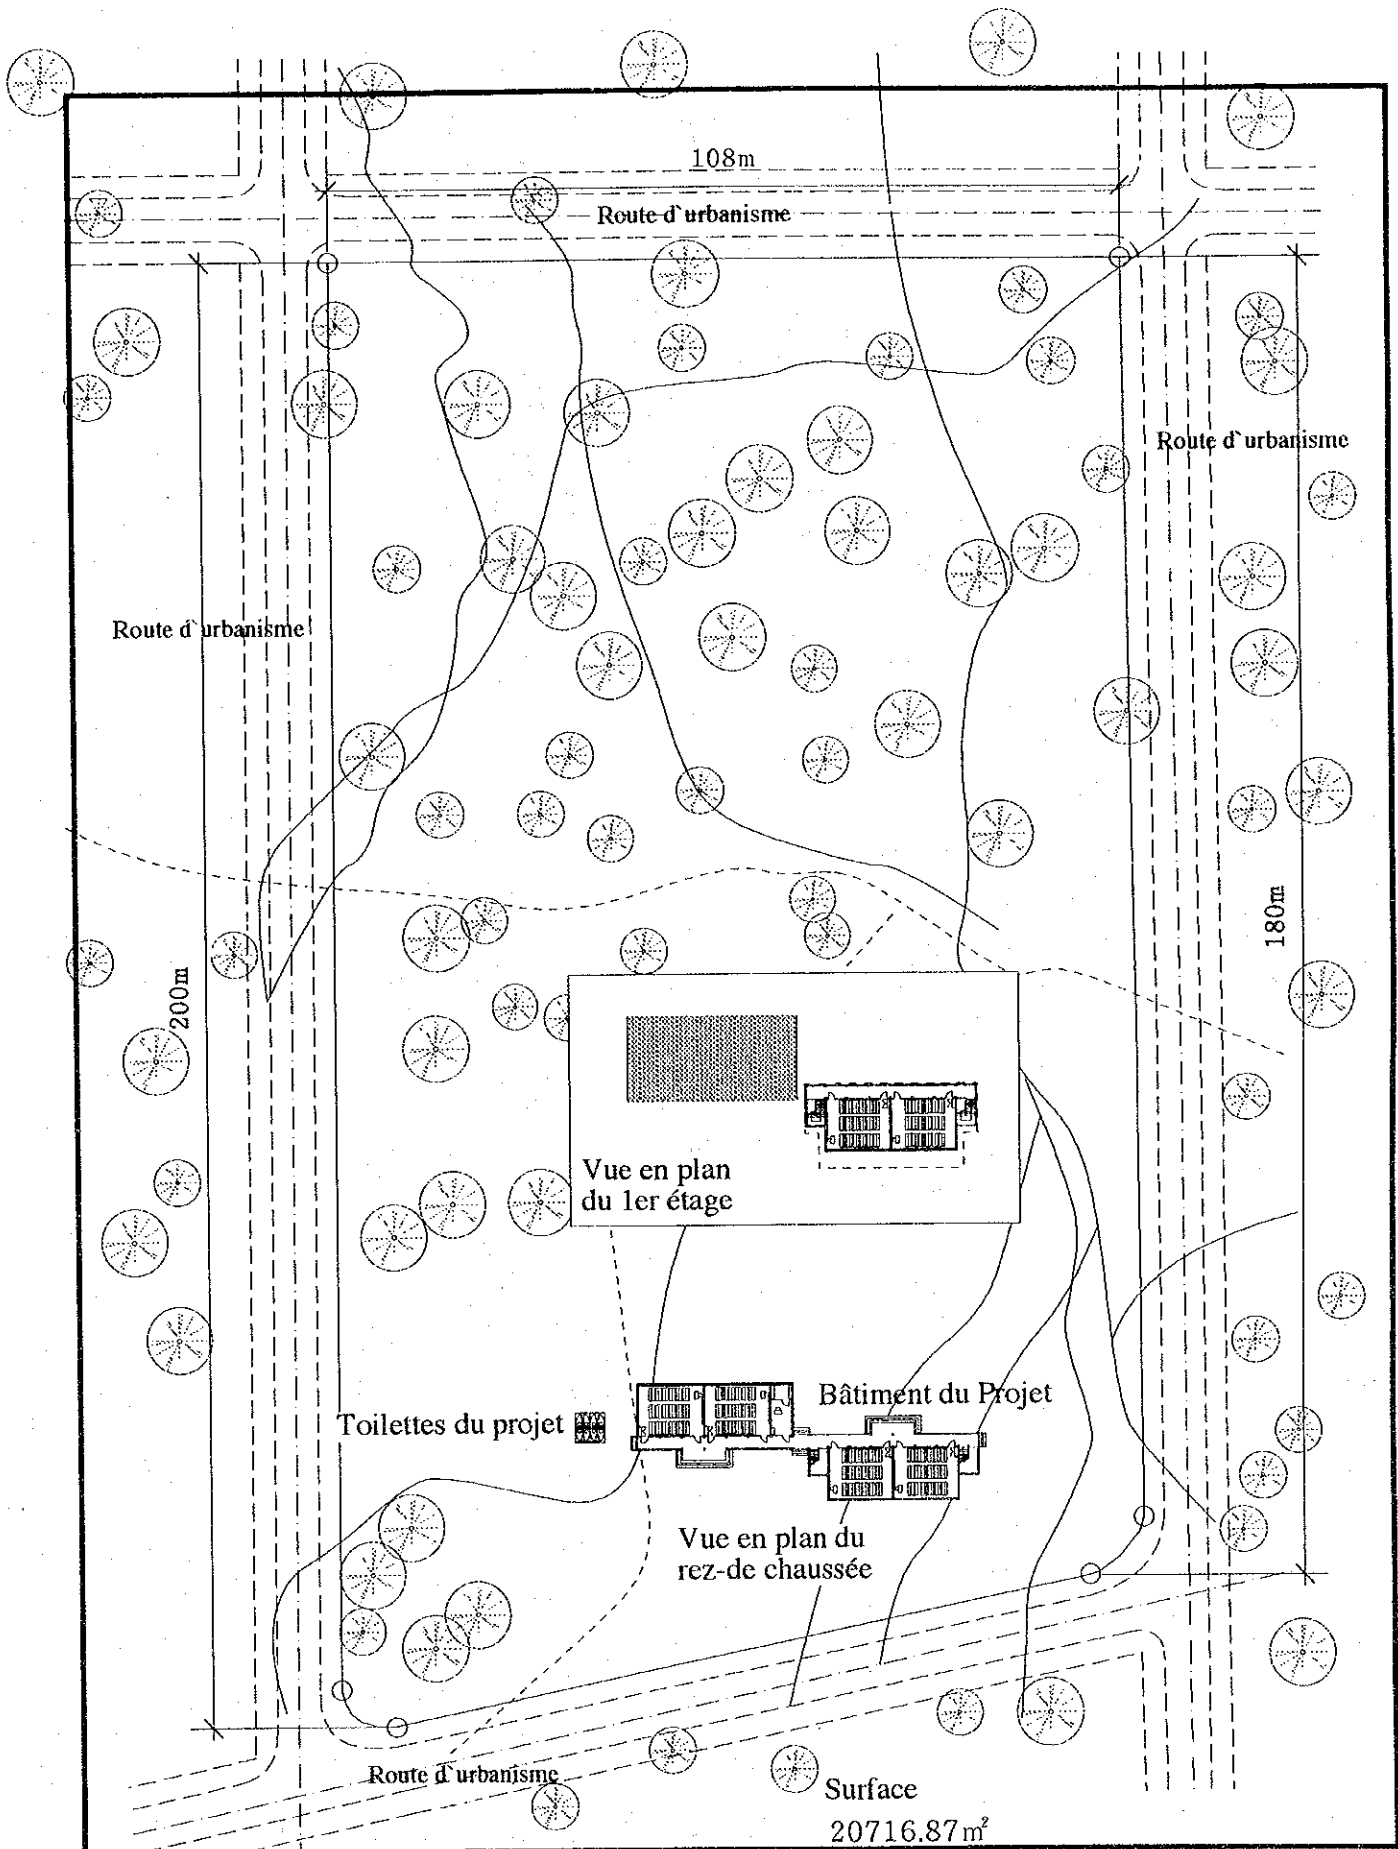 108m
Route d`urbanisme
Route d`urbanisme
Route d`urbanisme
180m
200m
Vue en plan
du 1er étage
Bâtiment du Projet
Toilettes du projet
Vue en plan du
rez-de chaussée
Route d`urbanisme
Surface
20716.87㎡